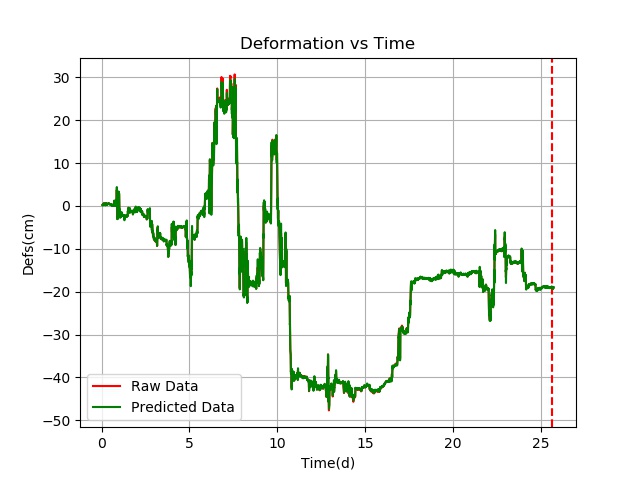 Deformation vs Time
30
20
10
0
−10
−20
−30
−40
−50
Defs(cm)
Raw Data
Predicted Data
0 5 10 15 20 25
Time(d)